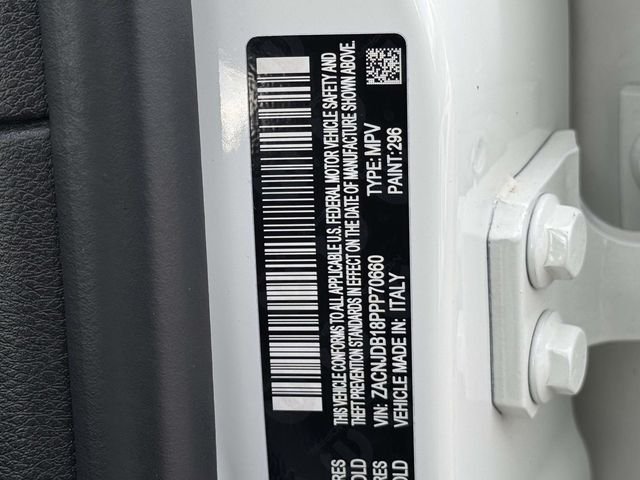 THIS VEHICLE CONFORMS TO ALL APPLICABLE U.S. FEDERAL MOTOR VEHICLE SAFETY AND
THEFT PREVENTION STANDARDS IN EFFECT ON THE DATE OF MANUFACTURE SHOWN ABOVE.
VIN: ZACNJDB18PPP70660 TYPE: MPV
VEHICLE MADE IN: ITALY PAINT: 296
RES
OLD
RES
OLD